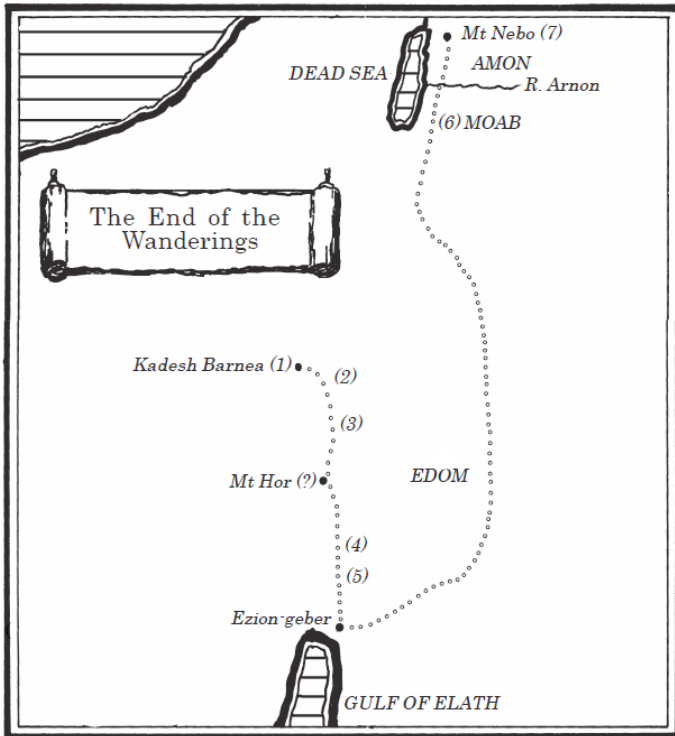 Mt Nebo (7)
AMON
DEAD SEA
R. Arnon
(6) MOAB
The End of the
Wanderings
Kadesh Barnea (1)
(2)
(3)
Mt Hor (?)
EDOM
(4)
(5)
Ezion-geber
GULF OF ELATH